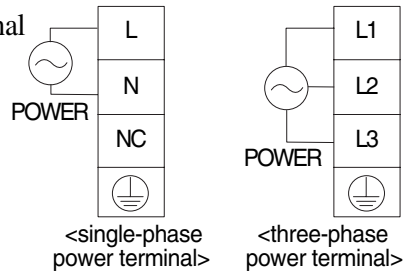 nal
L
N
POWER
NC
<single-phase
power terminal>
L1
L2
L3
POWER
<three-phase
power terminal>